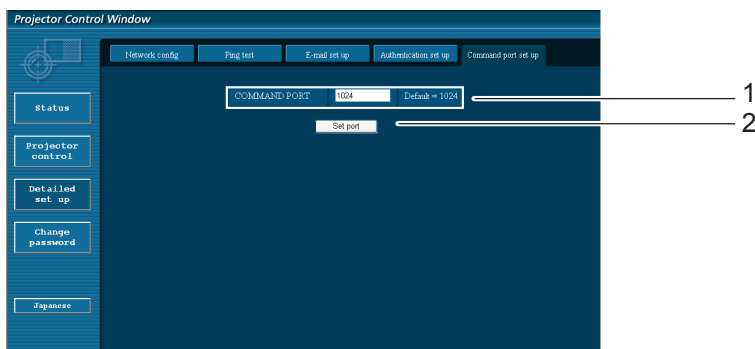 Projector Control Window
Network config Ping test E-mail set up Authentication set up Command port set up
COMMAND PORT 1024 Default = 1024 1
Set port 2
Status
Projector
control
Detailed
set up
Change
password
Japanese